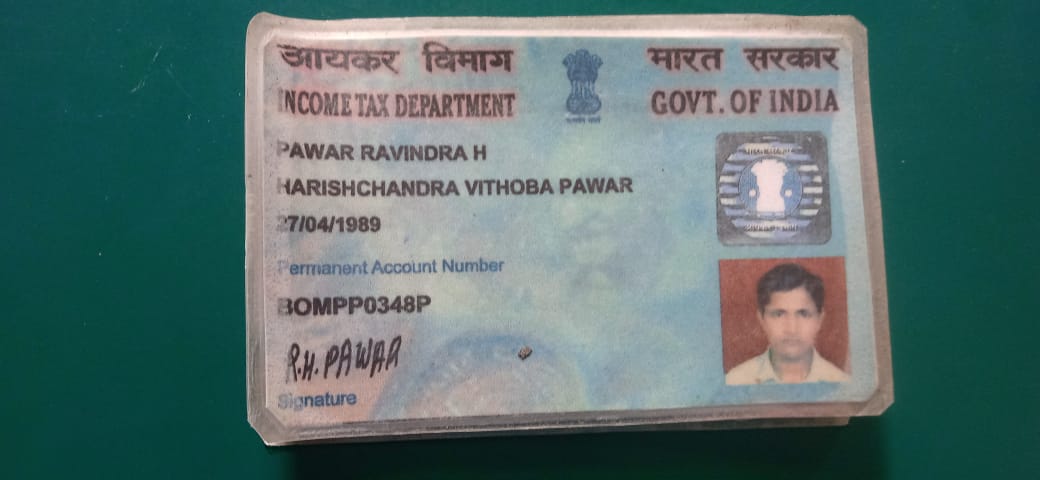 आयकर विभाग
INCOME TAX DEPARTMENT
भारत सरकार
GOVT. OF INDIA
PAWAR RAVINDRA H
HARISHCHANDRA VITHOBA PAWAR
27/04/1989
Permanent Account Number
BOMPP0348P
R.H. PAWAR
Signature